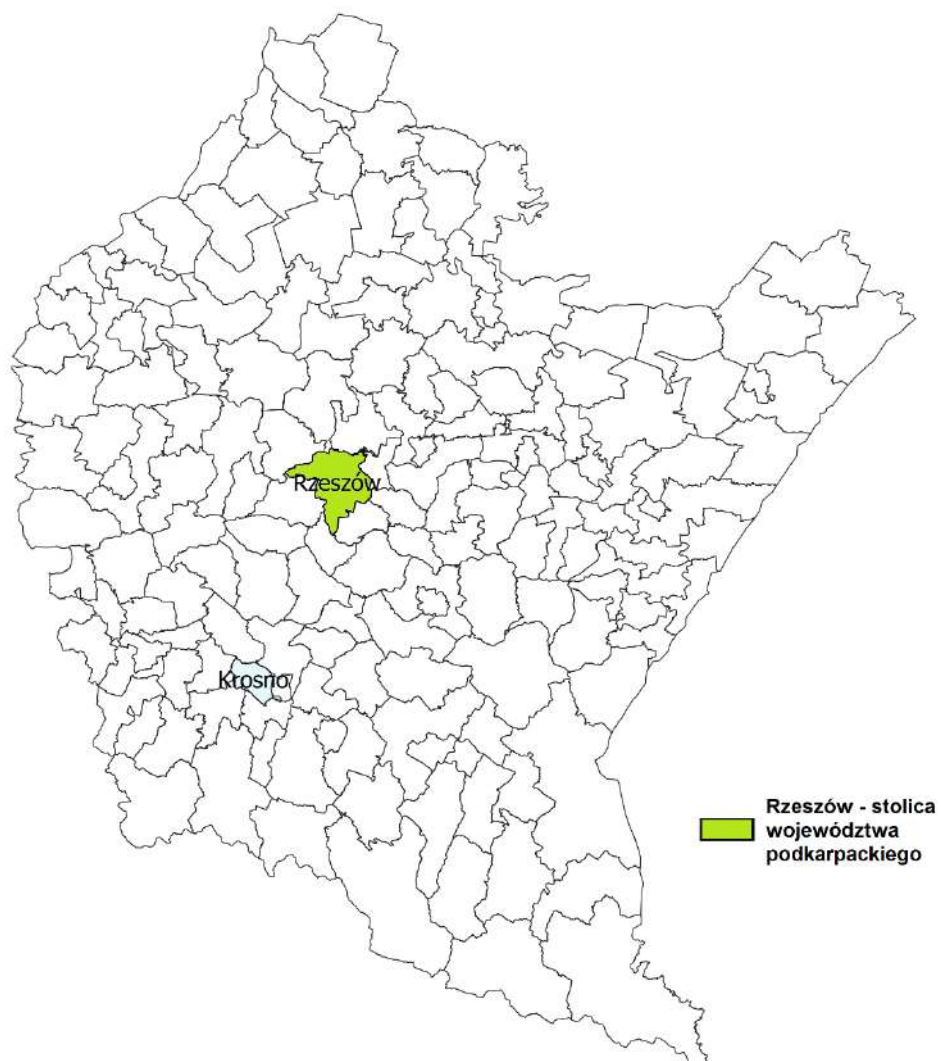 Rzeszów
Krosno
Rzeszów - stolica
województwa
podkarpackiego